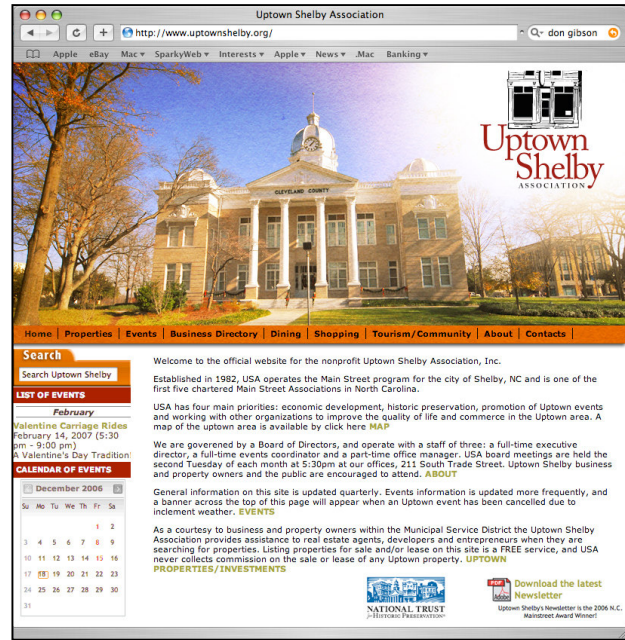 Uptown Shelby Association
http://www.uptownshelby.org/
don gibson
Apple eBay Mac SparkyWeb Interests Apple News .Mac Banking
CLEVELAND COUNTY
Uptown
Shelby
ASSOCIATION
Home | Properties | Events | Business Directory | Dining | Shopping | Tourism/Community | About | Contacts |
Search
Search Uptown Shelby
LIST OF EVENTS
February
Valentine Carriage Rides
February 14, 2007 (5:30
pm - 9:00 pm)
A Valentine's Day Tradition!
CALENDAR OF EVENTS
December 2006
Su Mo Tu We Th Fr Sa
1 2
3 4 5 6 7 8 9
10 11 12 13 14 15 16
17 18 19 20 21 22 23
24 25 26 27 28 29 30
31
Welcome to the official website for the nonprofit Uptown Shelby Association, Inc.
Established in 1982, USA operates the Main Street program for the city of Shelby, NC and is one of the
first five chartered Main Street Associations in North Carolina.
USA has four main priorities: economic development, historic preservation, promotion of Uptown events
and working with other organizations to improve the quality of life and commerce in the Uptown area. A
map of the uptown area is available by click here MAP
We are governered by a Board of Directors, and operate with a staff of three: a full-time executive
director, a full-time events coordinator and a part-time office manager. USA board meetings are held the
second Tuesday of each month at 5:30pm at our offices, 211 South Trade Street. Uptown Shelby business
and property owners and the public are encouraged to attend. ABOUT
General information on this site is updated quarterly. Events information is updated more frequently, and
a banner across the top of this page will appear when an Uptown event has been cancelled due to
inclement weather. EVENTS
As a courtesy to business and property owners within the Municipal Service District the Uptown Shelby
Association provides assistance to real estate agents, developers and entrepreneurs when they are
searching for properties. Listing properties for sale and/or lease on this site is a FREE service, and USA
never collects commission on the sale or lease of any Uptown property. UPTOWN
PROPERTIES/INVESTMENTS
NATIONAL TRUST
for HISTORIC PRESERVATION
PDF
Adobe
Download the latest
Newsletter
Uptown Shelby's Newsletter is the 2006 N.C.
Mainstreet Award Winner!